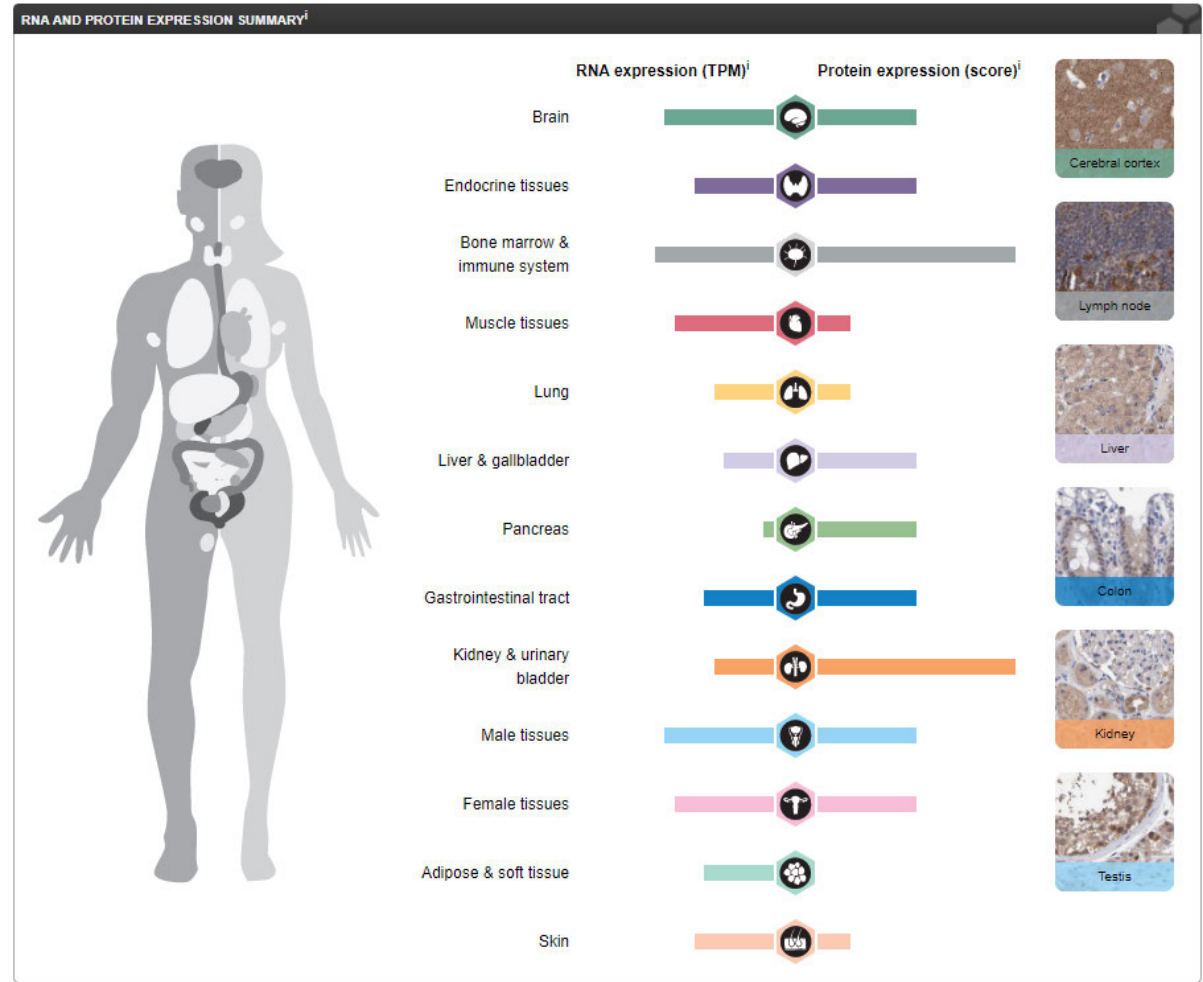 RNA AND PROTEIN EXPRESSION SUMMARYⁱ
RNA expression (TPM)ⁱ
Protein expression (score)ⁱ
Brain
Endocrine tissues
Bone marrow &
immune system
Muscle tissues
Lung
Liver & gallbladder
Pancreas
Gastrointestinal tract
Kidney & urinary
bladder
Male tissues
Female tissues
Adipose & soft tissue
Skin
Cerebral cortex
Lymph node
Liver
Colon
Kidney
Testis